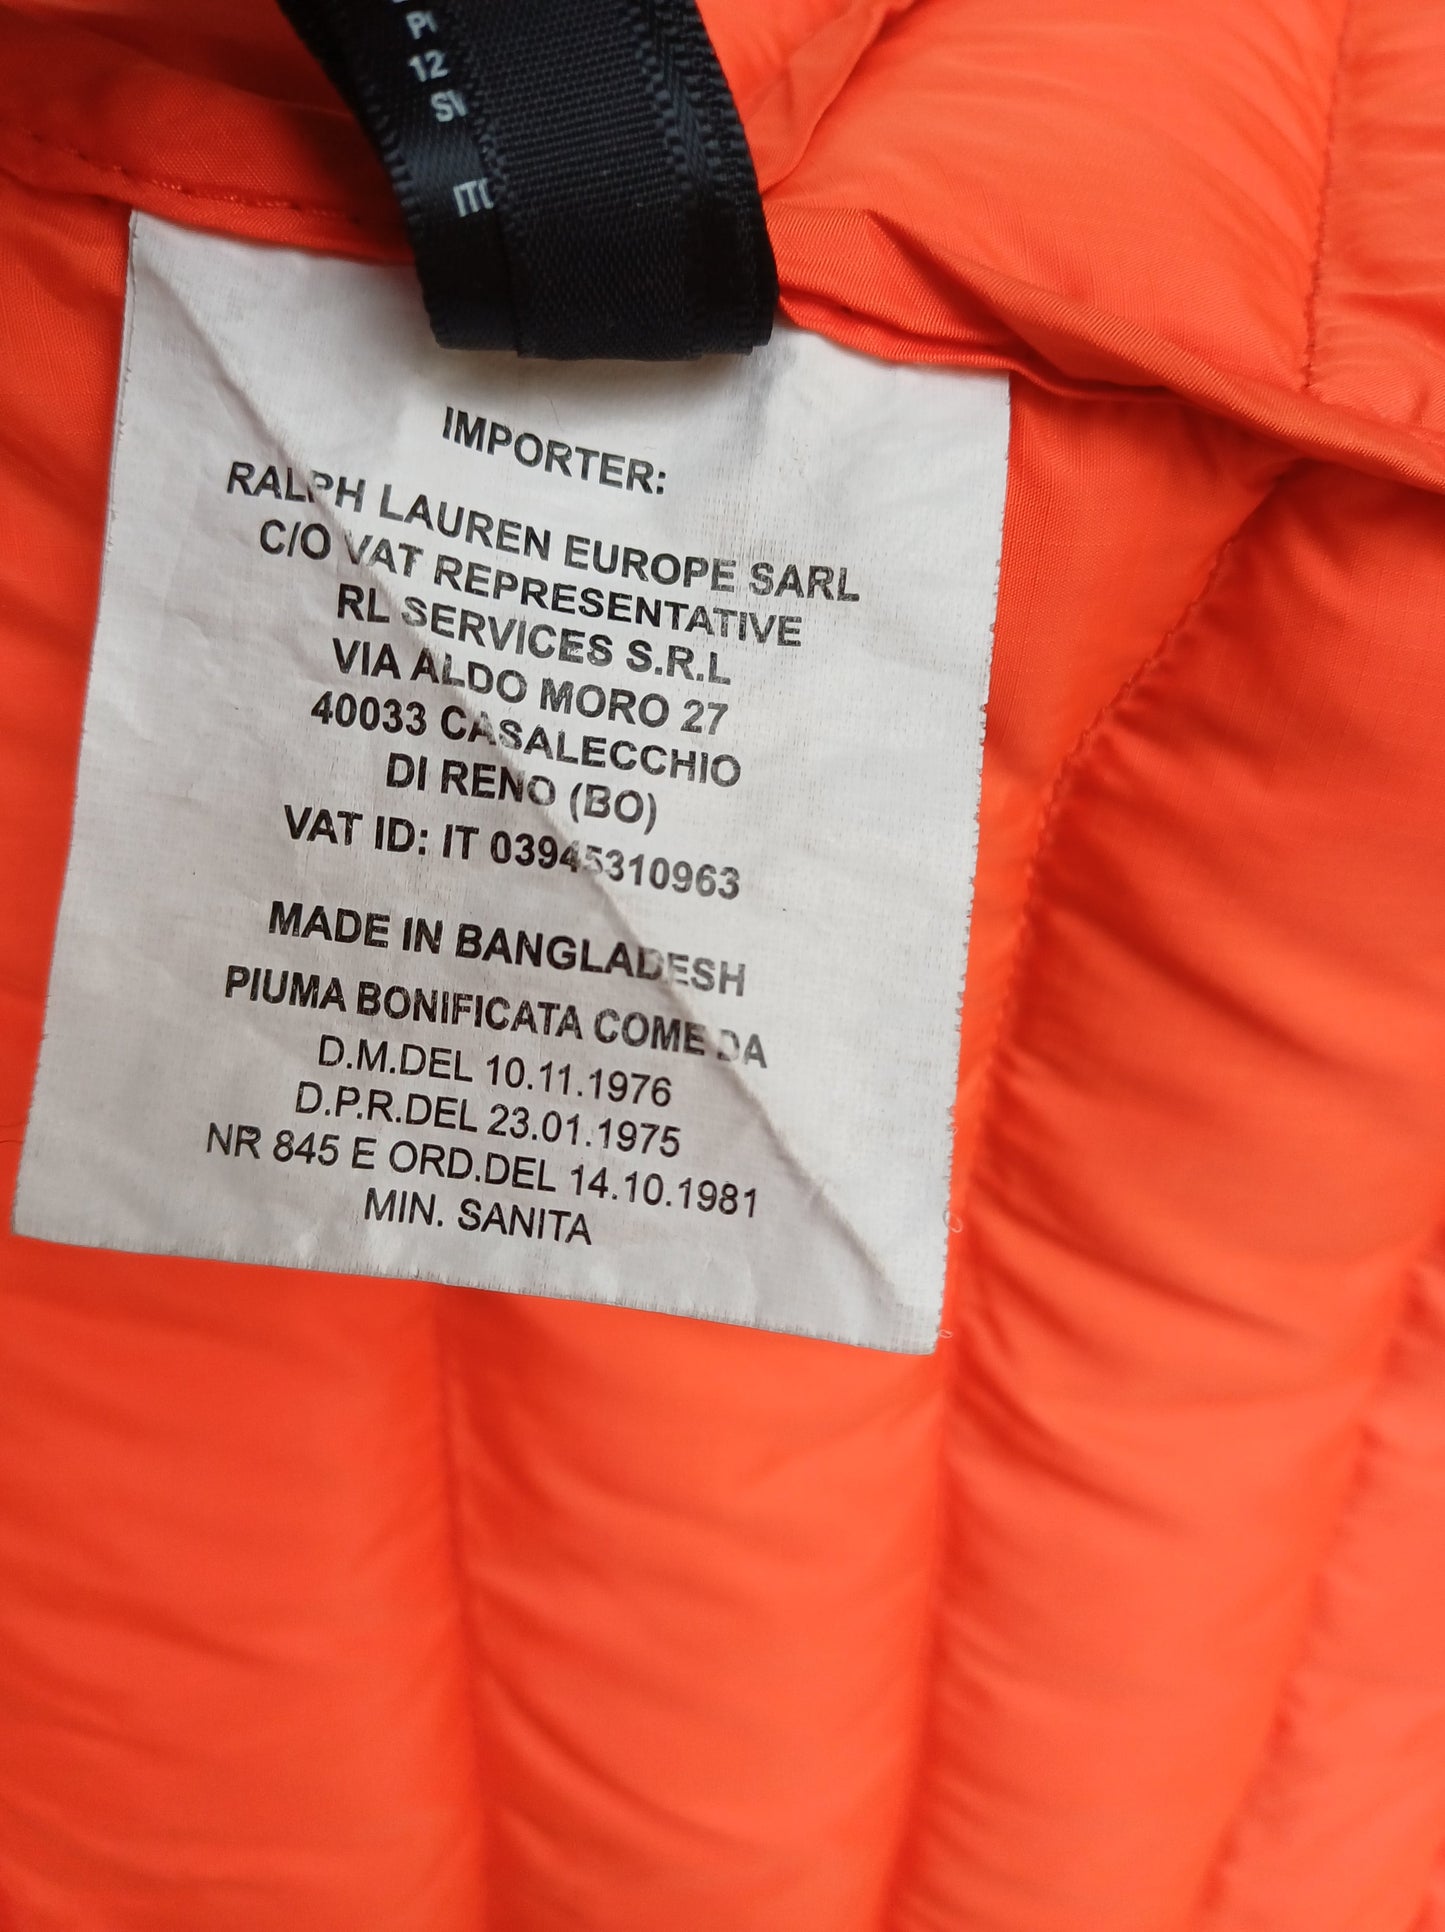 12
IMPORTER:
RALPH LAUREN EUROPE SARL
C/O VAT REPRESENTATIVE
RL SERVICES S.R.L
VIA ALDO MORO 27
40033 CASALECCHIO
DI RENO (BO)
VAT ID: IT 03945310963
MADE IN BANGLADESH
PIUMA BONIFICATA COME DA
D.M.DEL 10.11.1976
D.P.R.DEL 23.01.1975
NR 845 E ORD.DEL 14.10.1981
MIN. SANITA